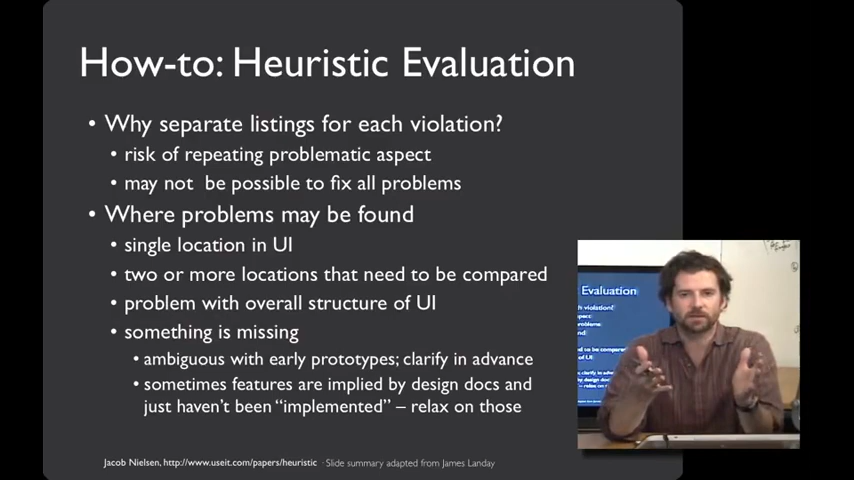 How-to: Heuristic Evaluation
• Why separate listings for each violation?
• risk of repeating problematic aspect
• may not be possible to fix all problems
• Where problems may be found
• single location in UI
• two or more locations that need to be compared
• problem with overall structure of UI
• something is missing
• ambiguous with early prototypes; clarify in advance
• sometimes features are implied by design docs and
just haven't been "implemented" – relax on those
Jacob Nielsen, http://www.useit.com/papers/heuristic · Slide summary adapted from James Landay
Evaluation
violation?